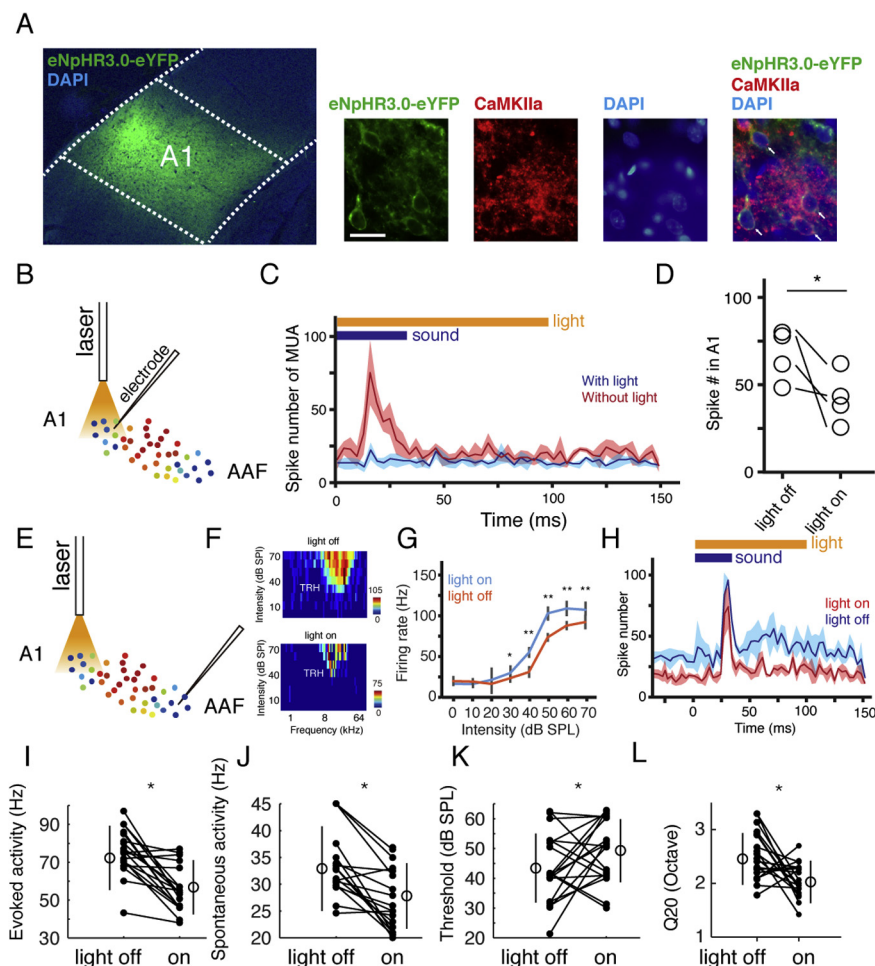 A
eNpHR3.0-eYFP
DAPI
A1
eNpHR3.0-eYFP
CaMKIIa
DAPI
eNpHR3.0-eYFP
CaMKIIa
DAPI
B
laser
electrode
A1
AAF
C
light
sound
With light
Without light
Spike number of MUA
100
50
25
0
0
50
100
150
Time (ms)
D
*
Spike # in A1
100
50
0
light off
light on
E
laser
A1
AAF
F
light off
Intensity (dB SPl)
70
50
30
10
TRH
105
0
light on
Intensity (dB SPL)
70
50
30
10
TRH
75
0
1
8
64
Frequency (kHz)
G
light on
light off
Firing rate (Hz)
150
100
50
0
* ** ** ** **
0 10 20 30 40 50 60 70
Intensity (dB SPL)
H
light
sound
light on
light off
Spike number
100
50
0
0
50
100
150
Time (ms)
I
*
Evoked activity (Hz)
90
70
50
30
light off
on
J
*
Spontaneous activity (Hz)
45
40
35
30
25
20
light off
on
K
*
Threshold (dB SPL)
60
50
40
30
20
light off
on
L
*
Q20 (Octave)
3
2
1
light off
on